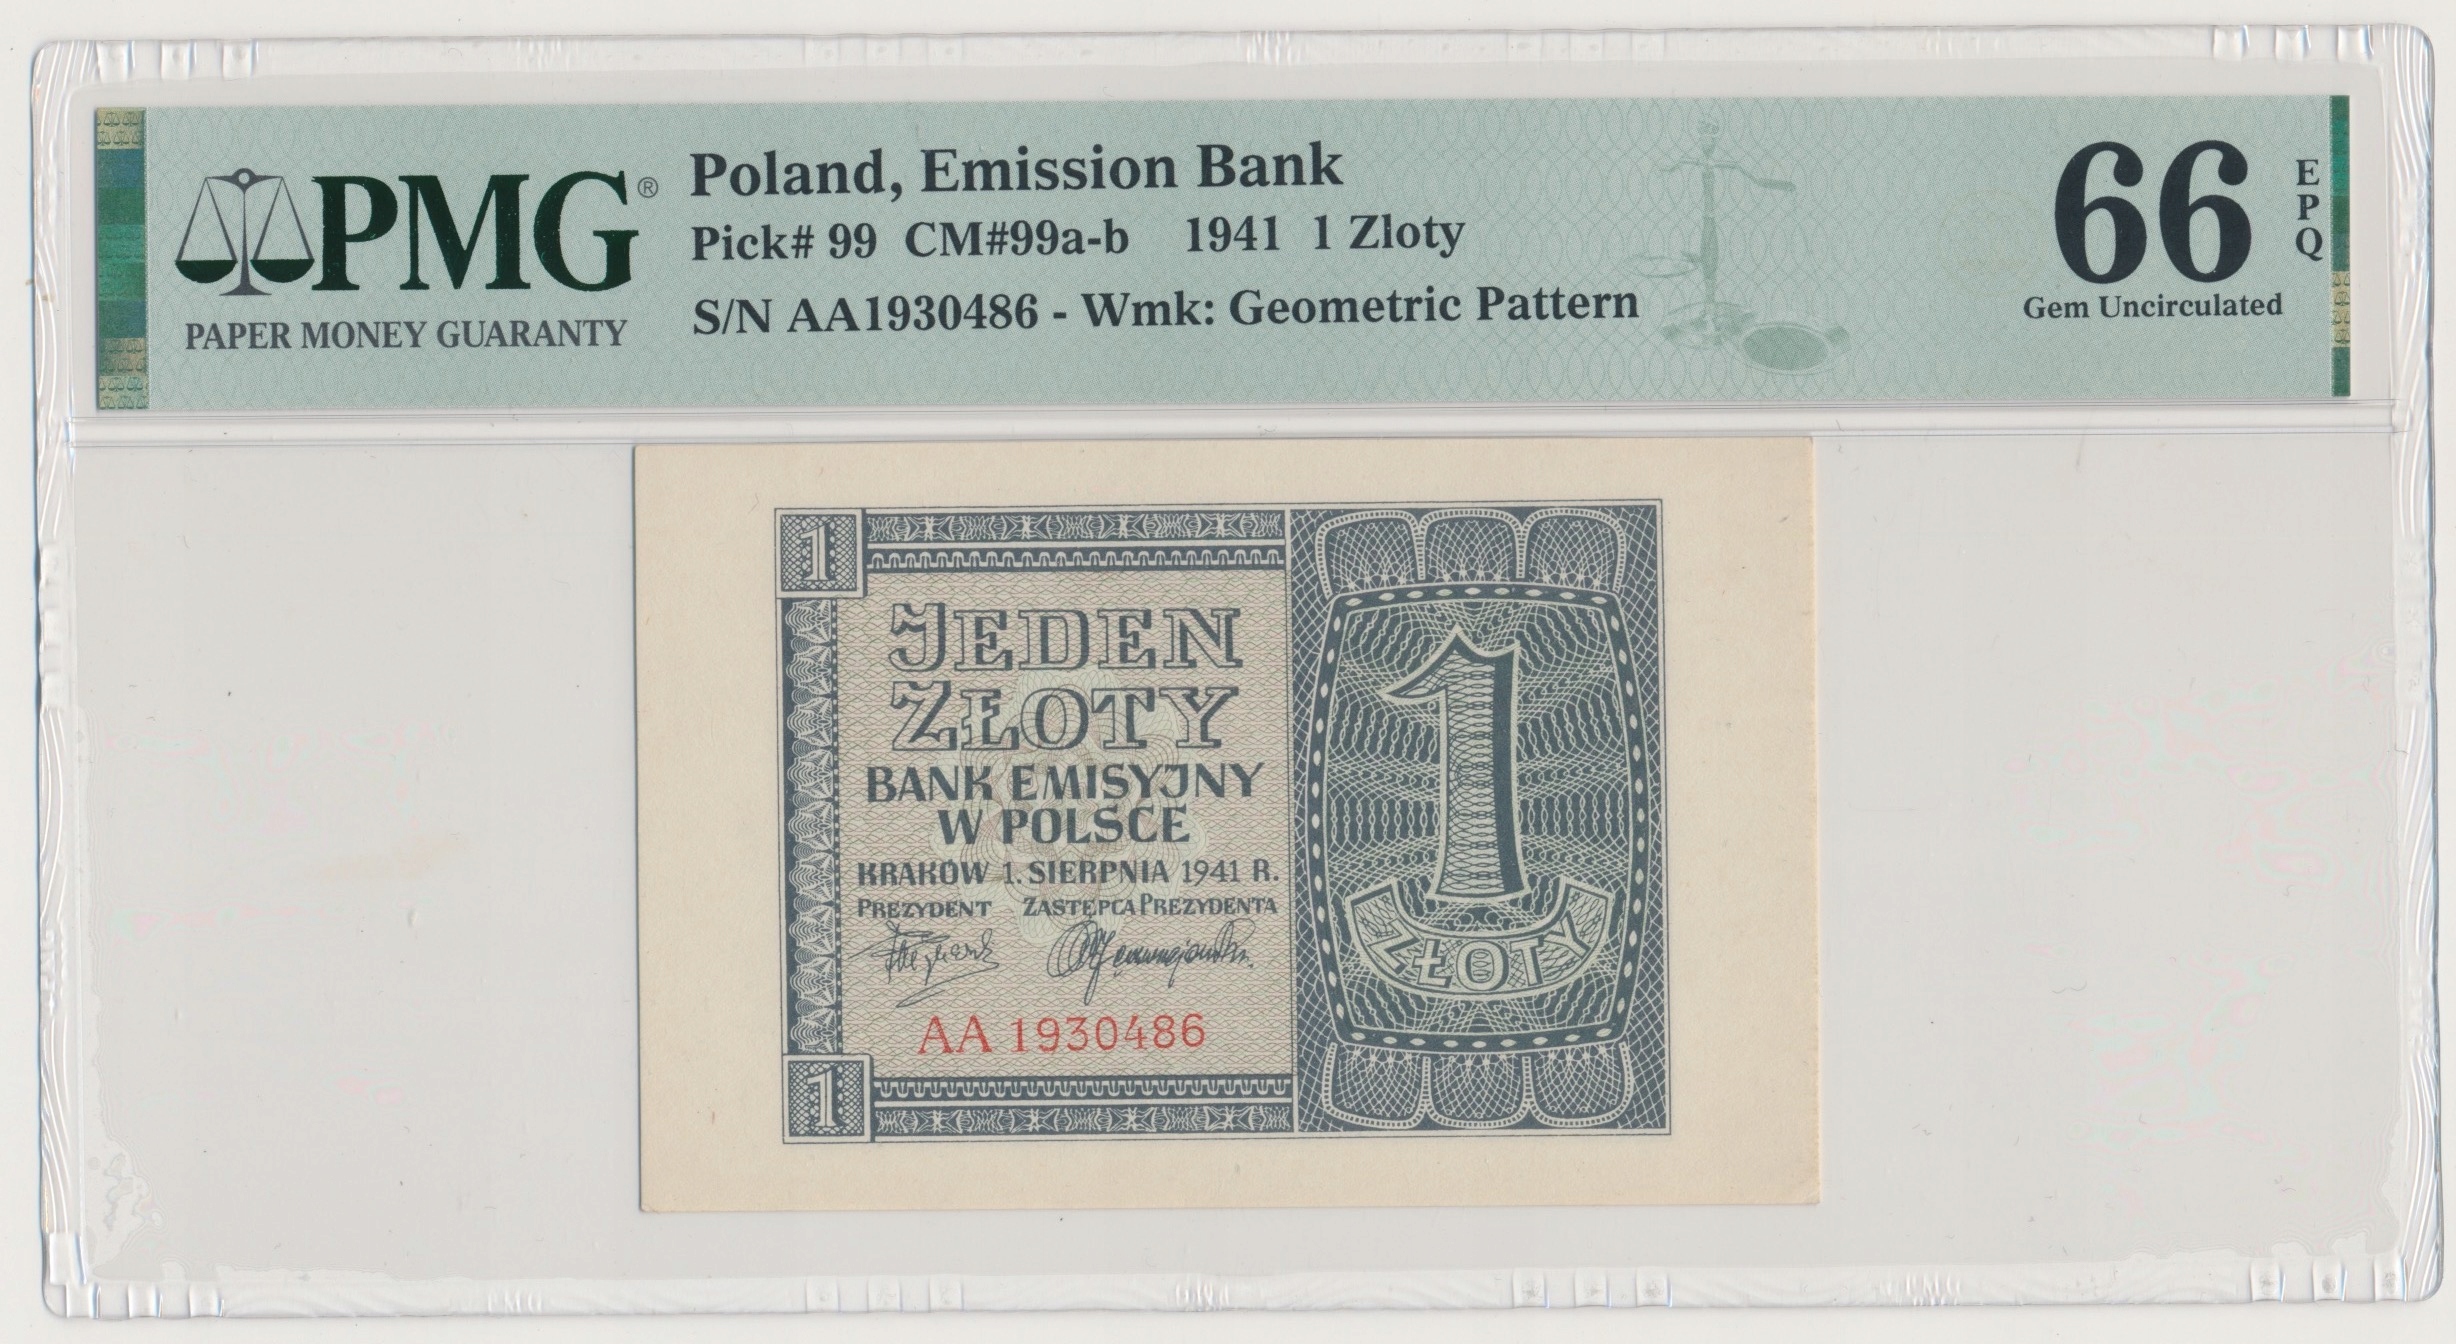 PMG®
PAPER MONEY GUARANTY
Poland, Emission Bank
Pick# 99 CM#99a-b 1941 1 Zloty
S/N AA1930486 - Wmk: Geometric Pattern
66
EPQ
Gem Uncirculated
1
JEDEN
ZŁOTY
BANK EMISYJNY
W POLSCE
KRAKÓW 1. SIERPNIA 1941 R.
PREZYDENT ZASTĘPCA PREZYDENTA
AA 1930486
1
1
ZŁOTY